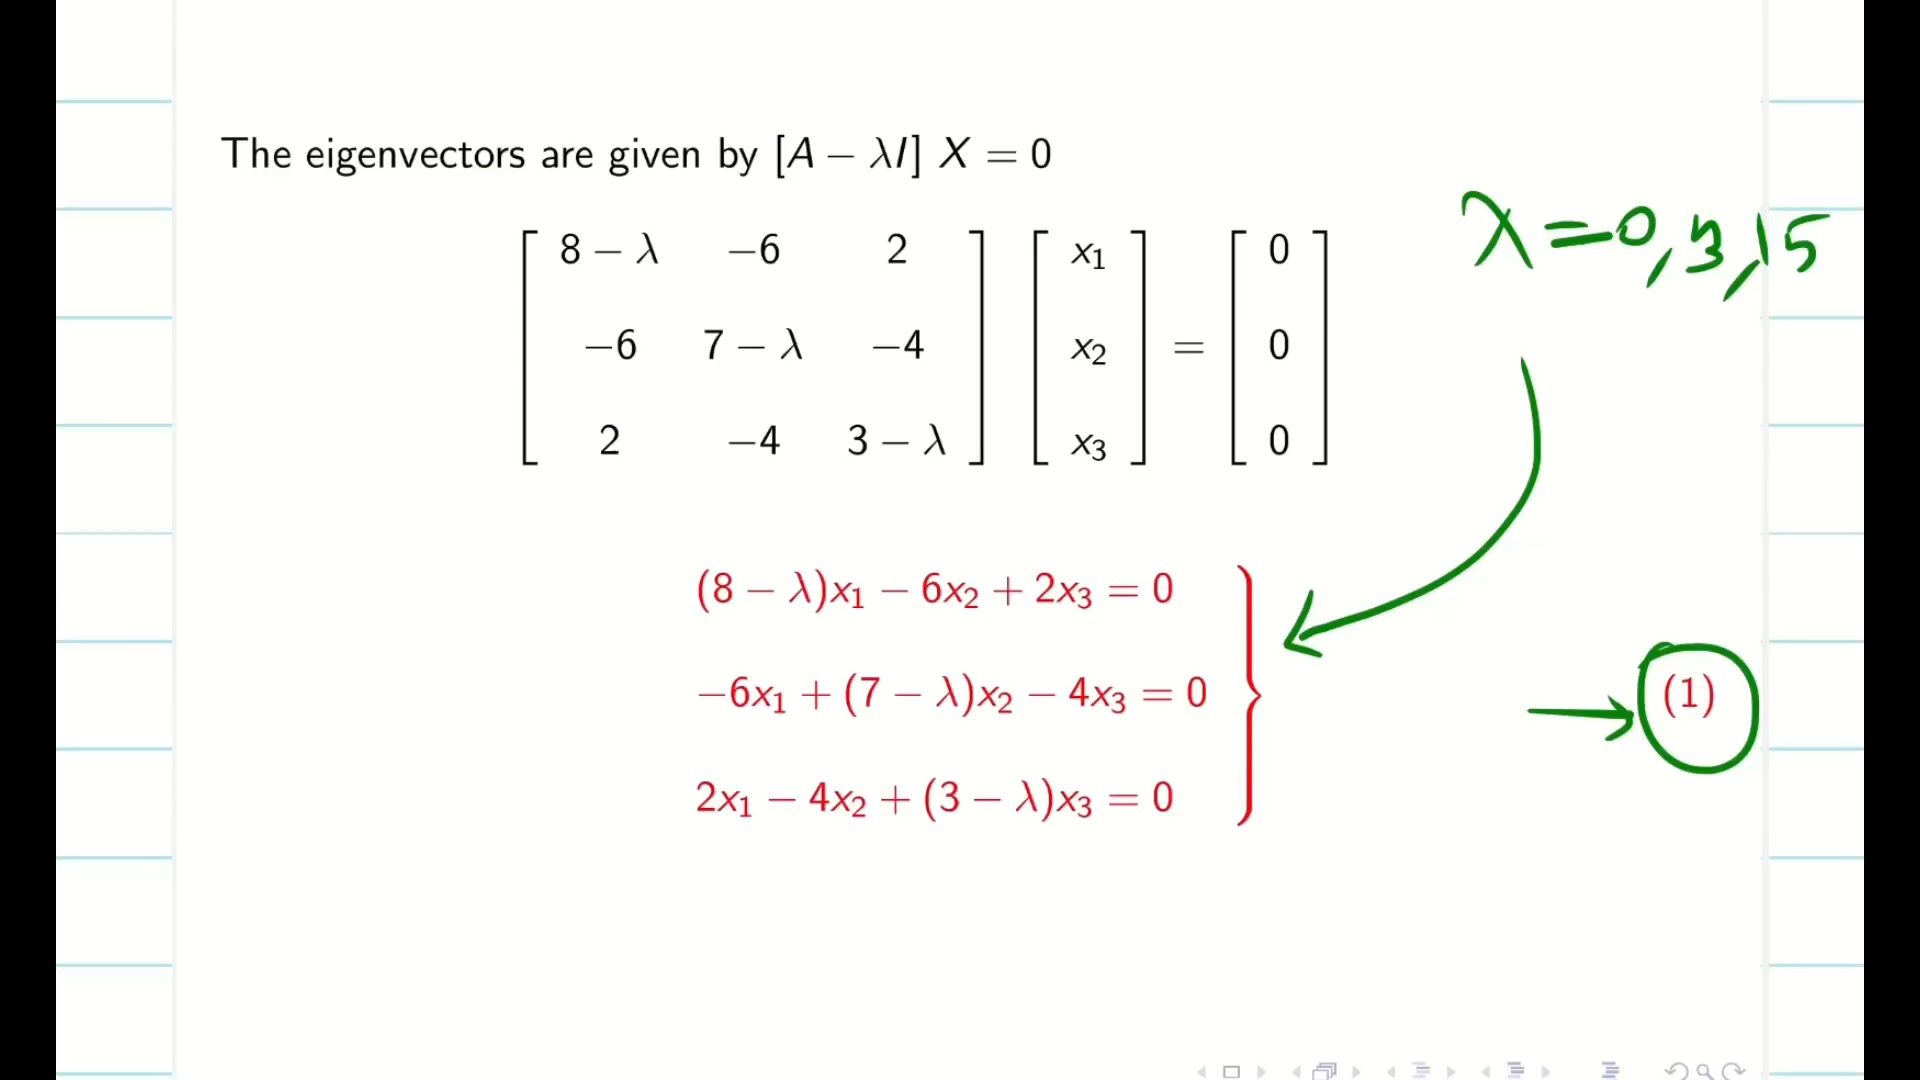 The eigenvectors are given by [A − λI] X = 0
λ=0,3,15
8 − λ −6 2 x₁ 0
−6 7 − λ −4 x₂ = 0
2 −4 3 − λ x₃ 0
(8 − λ)x₁ − 6x₂ + 2x₃ = 0
−6x₁ + (7 − λ)x₂ − 4x₃ = 0 (1)
2x₁ − 4x₂ + (3 − λ)x₃ = 0